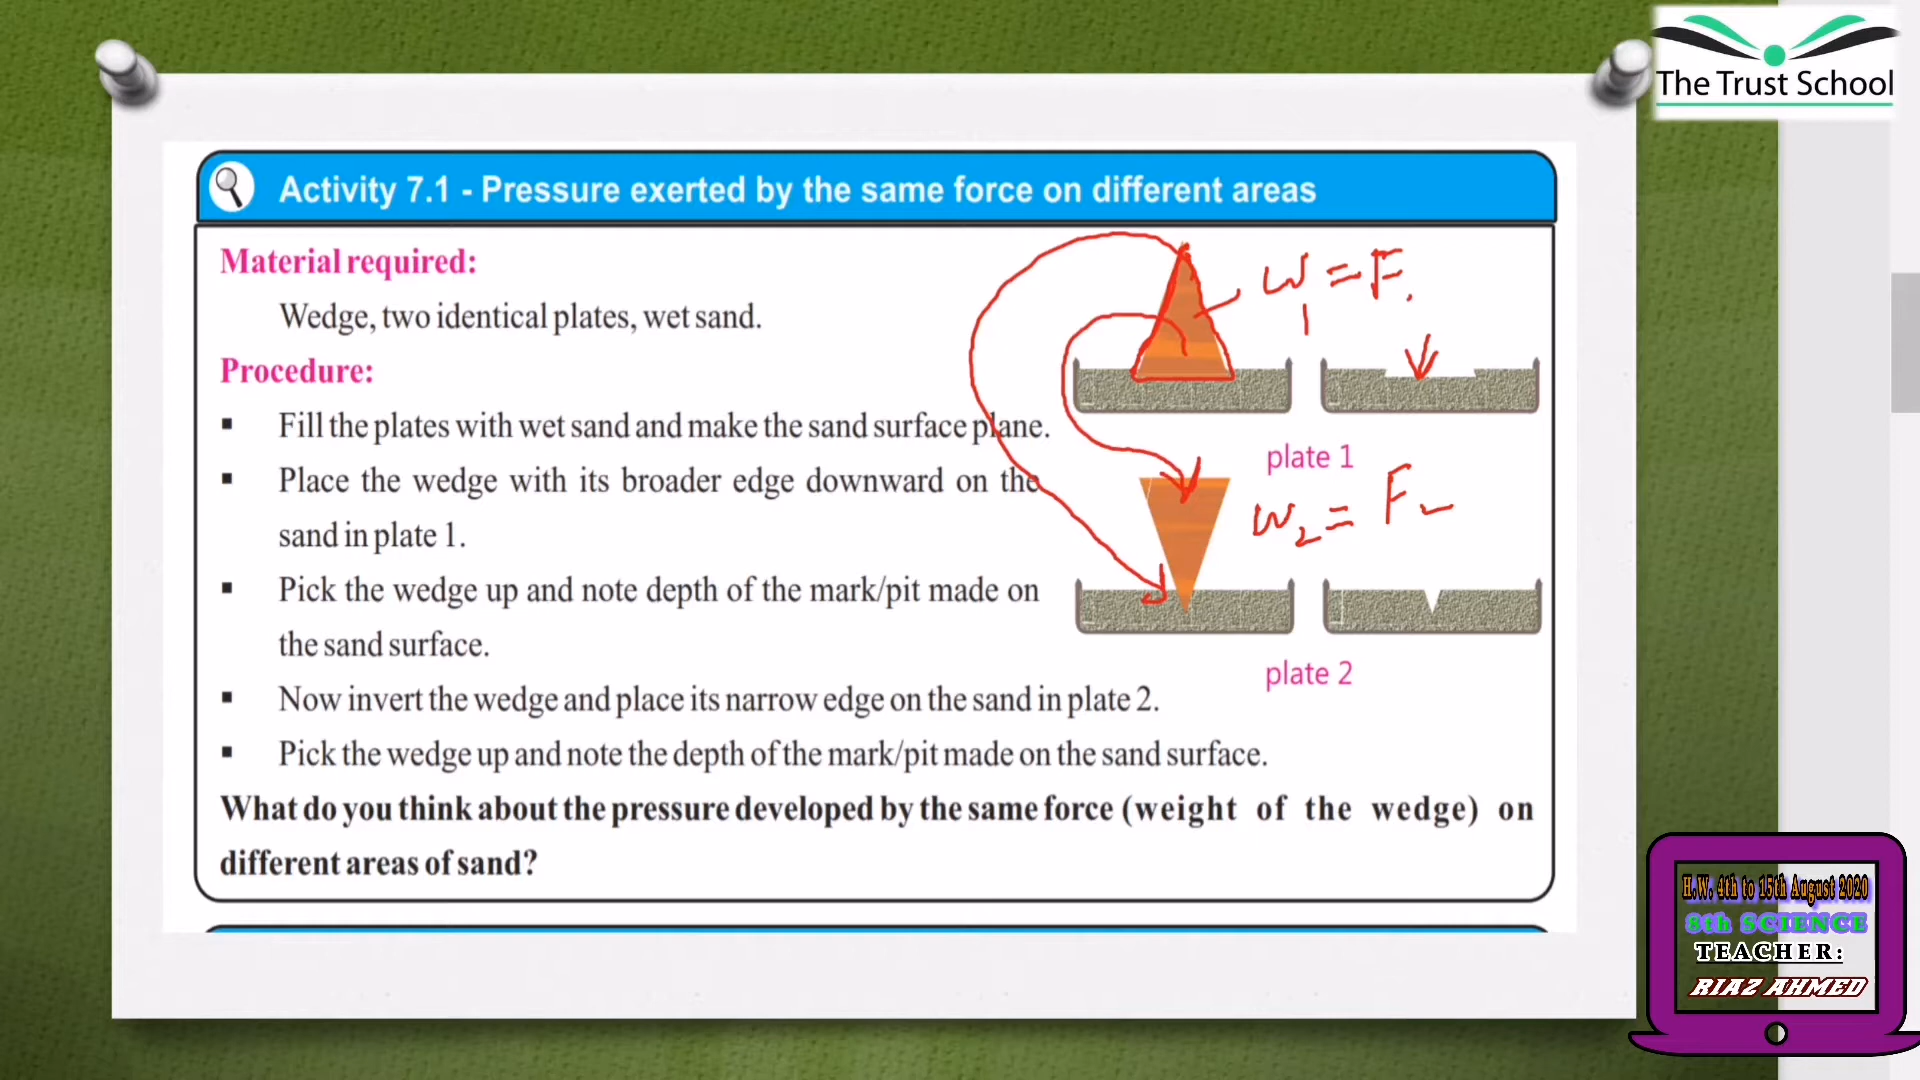 The Trust School
Activity 7.1 - Pressure exerted by the same force on different areas
Material required:
Wedge, two identical plates, wet sand.
Procedure:
▪ Fill the plates with wet sand and make the sand surface plane.
▪ Place the wedge with its broader edge downward on the
sand in plate 1.
▪ Pick the wedge up and note depth of the mark/pit made on
the sand surface.
▪ Now invert the wedge and place its narrow edge on the sand in plate 2.
▪ Pick the wedge up and note the depth of the mark/pit made on the sand surface.
What do you think about the pressure developed by the same force (weight of the wedge) on
different areas of sand?
W1 = F1
plate 1
W2 = F2
plate 2
H.W. 4th to 15th August 2020
8th SCIENCE
TEACHER:
RIAZ AHMED